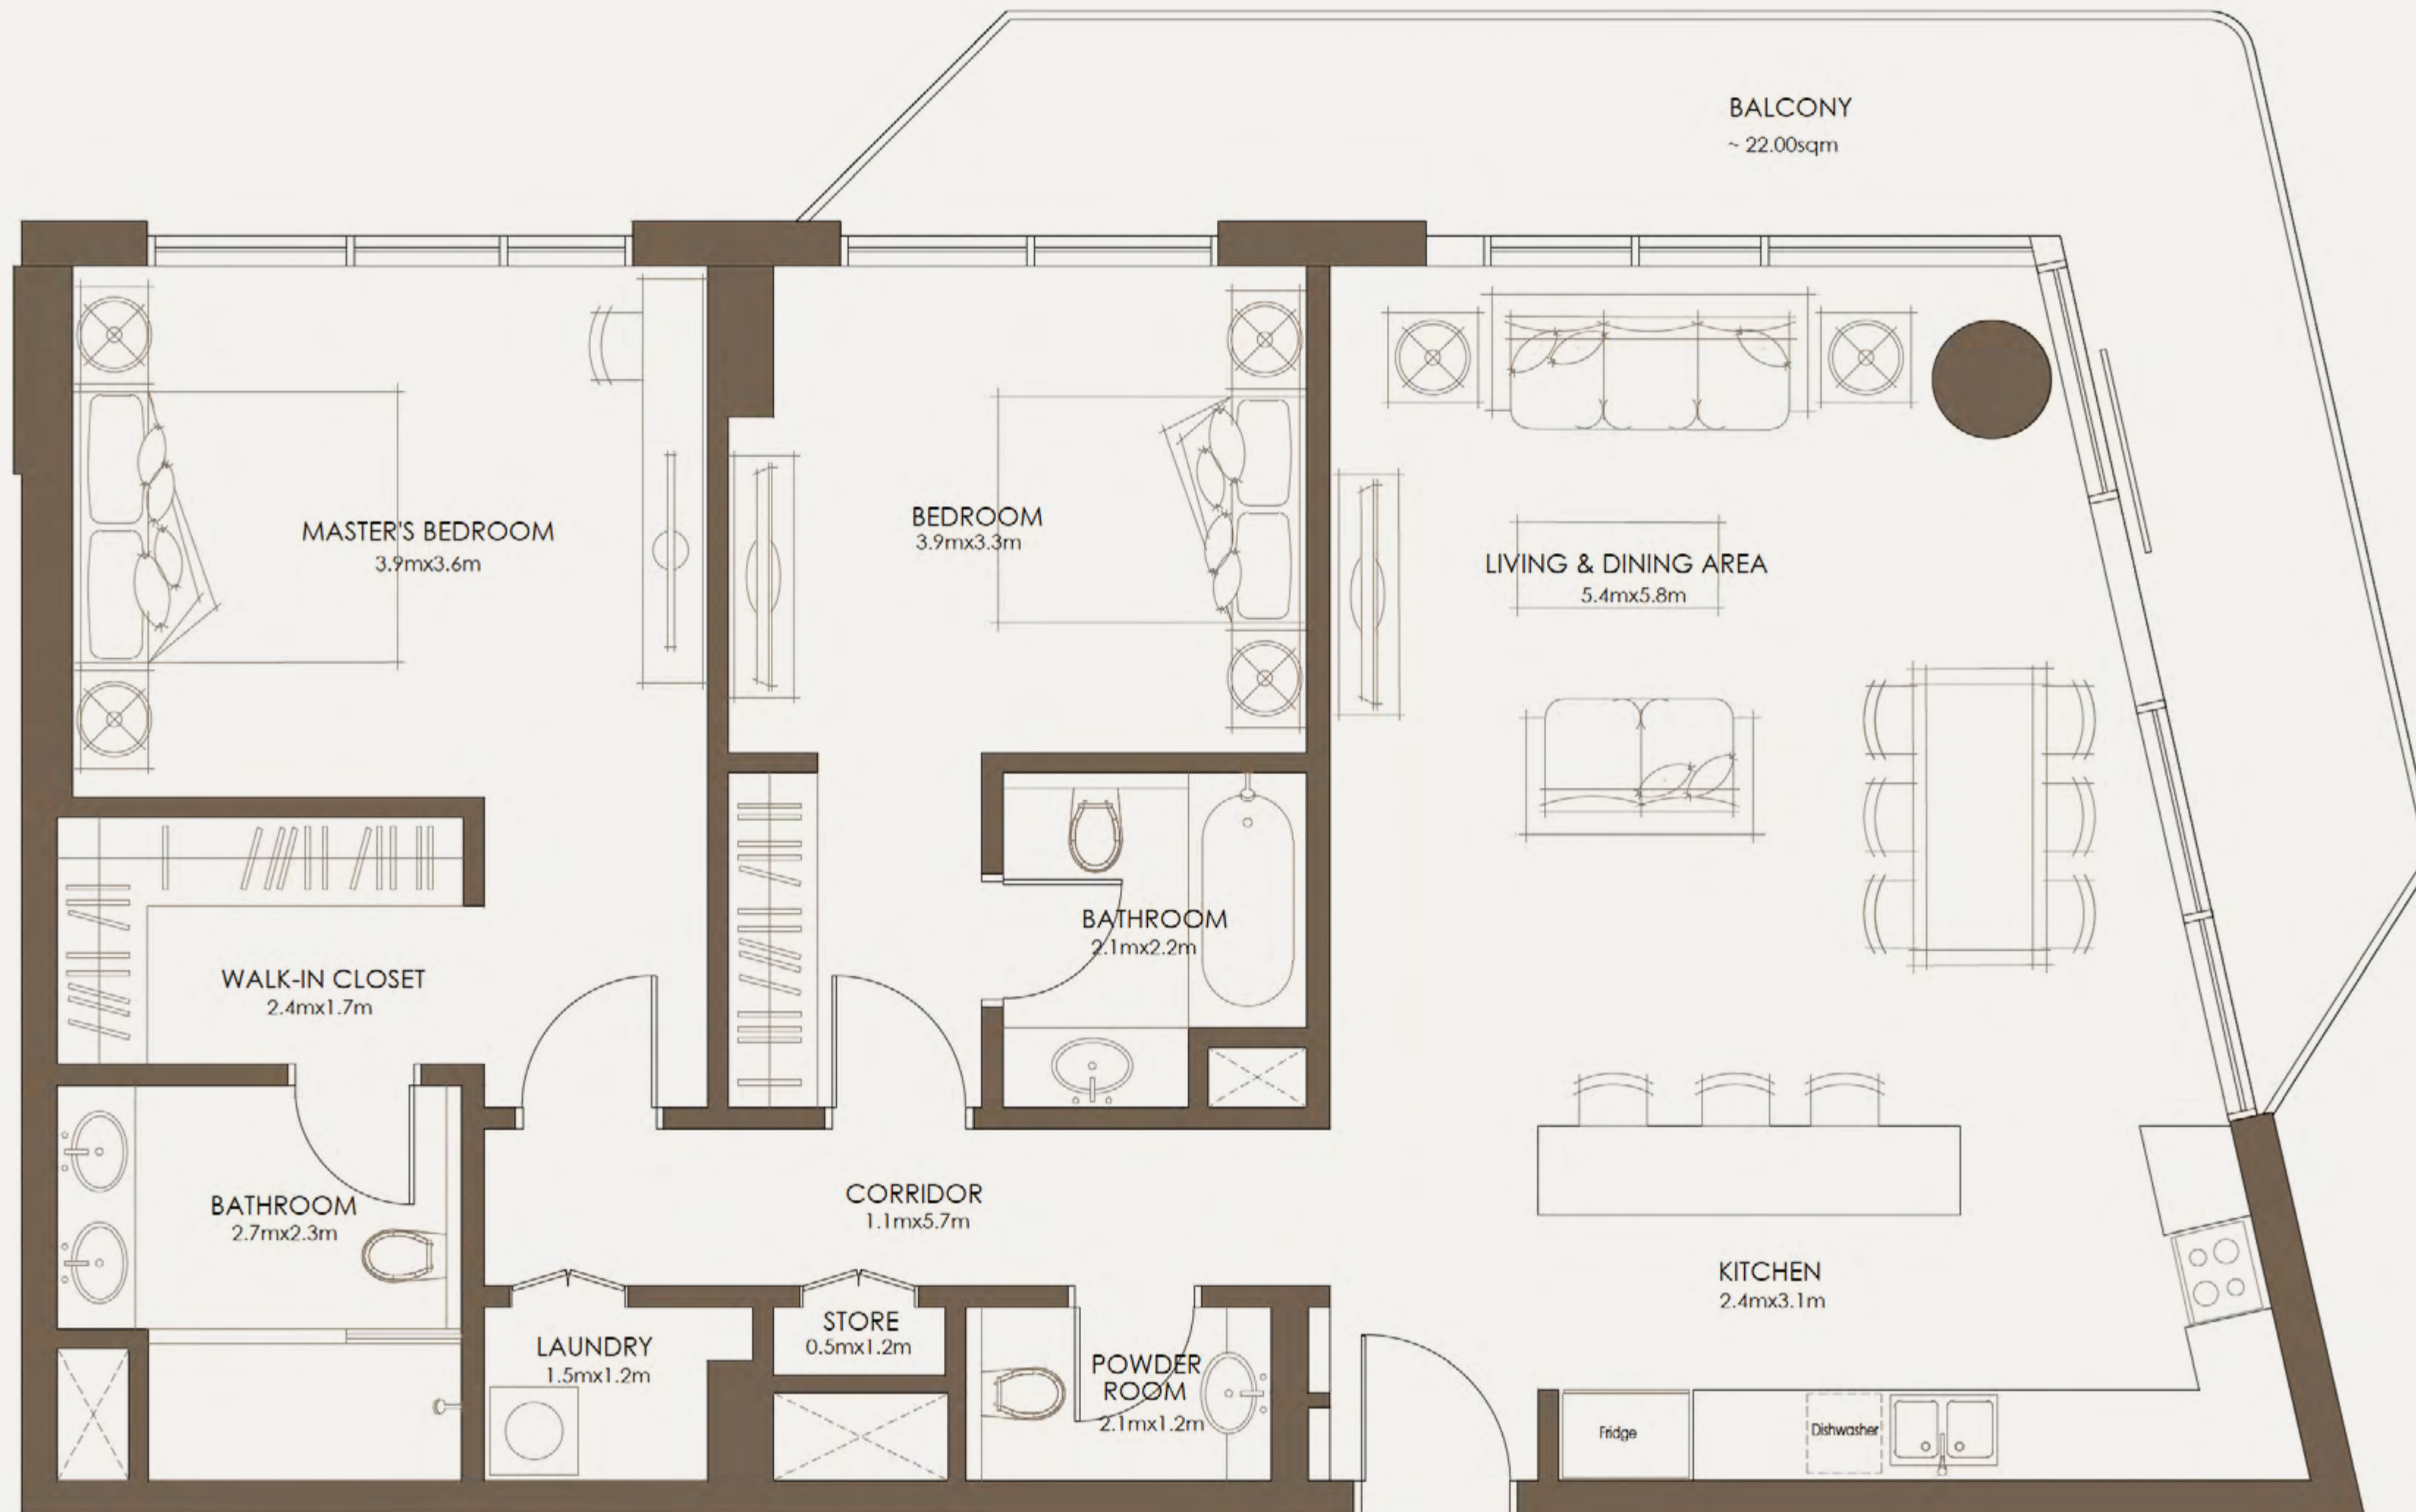 BALCONY
~ 22.00sqm
MASTER'S BEDROOM
3.9mx3.6m
BEDROOM
3.9mx3.3m
LIVING & DINING AREA
5.4mx5.8m
BATHROOM
2.1mx2.2m
WALK-IN CLOSET
2.4mx1.7m
BATHROOM
2.7mx2.3m
CORRIDOR
1.1mx5.7m
KITCHEN
2.4mx3.1m
LAUNDRY
1.5mx1.2m
STORE
0.5mx1.2m
POWDER
ROOM
2.1mx1.2m
Fridge
Dishwasher